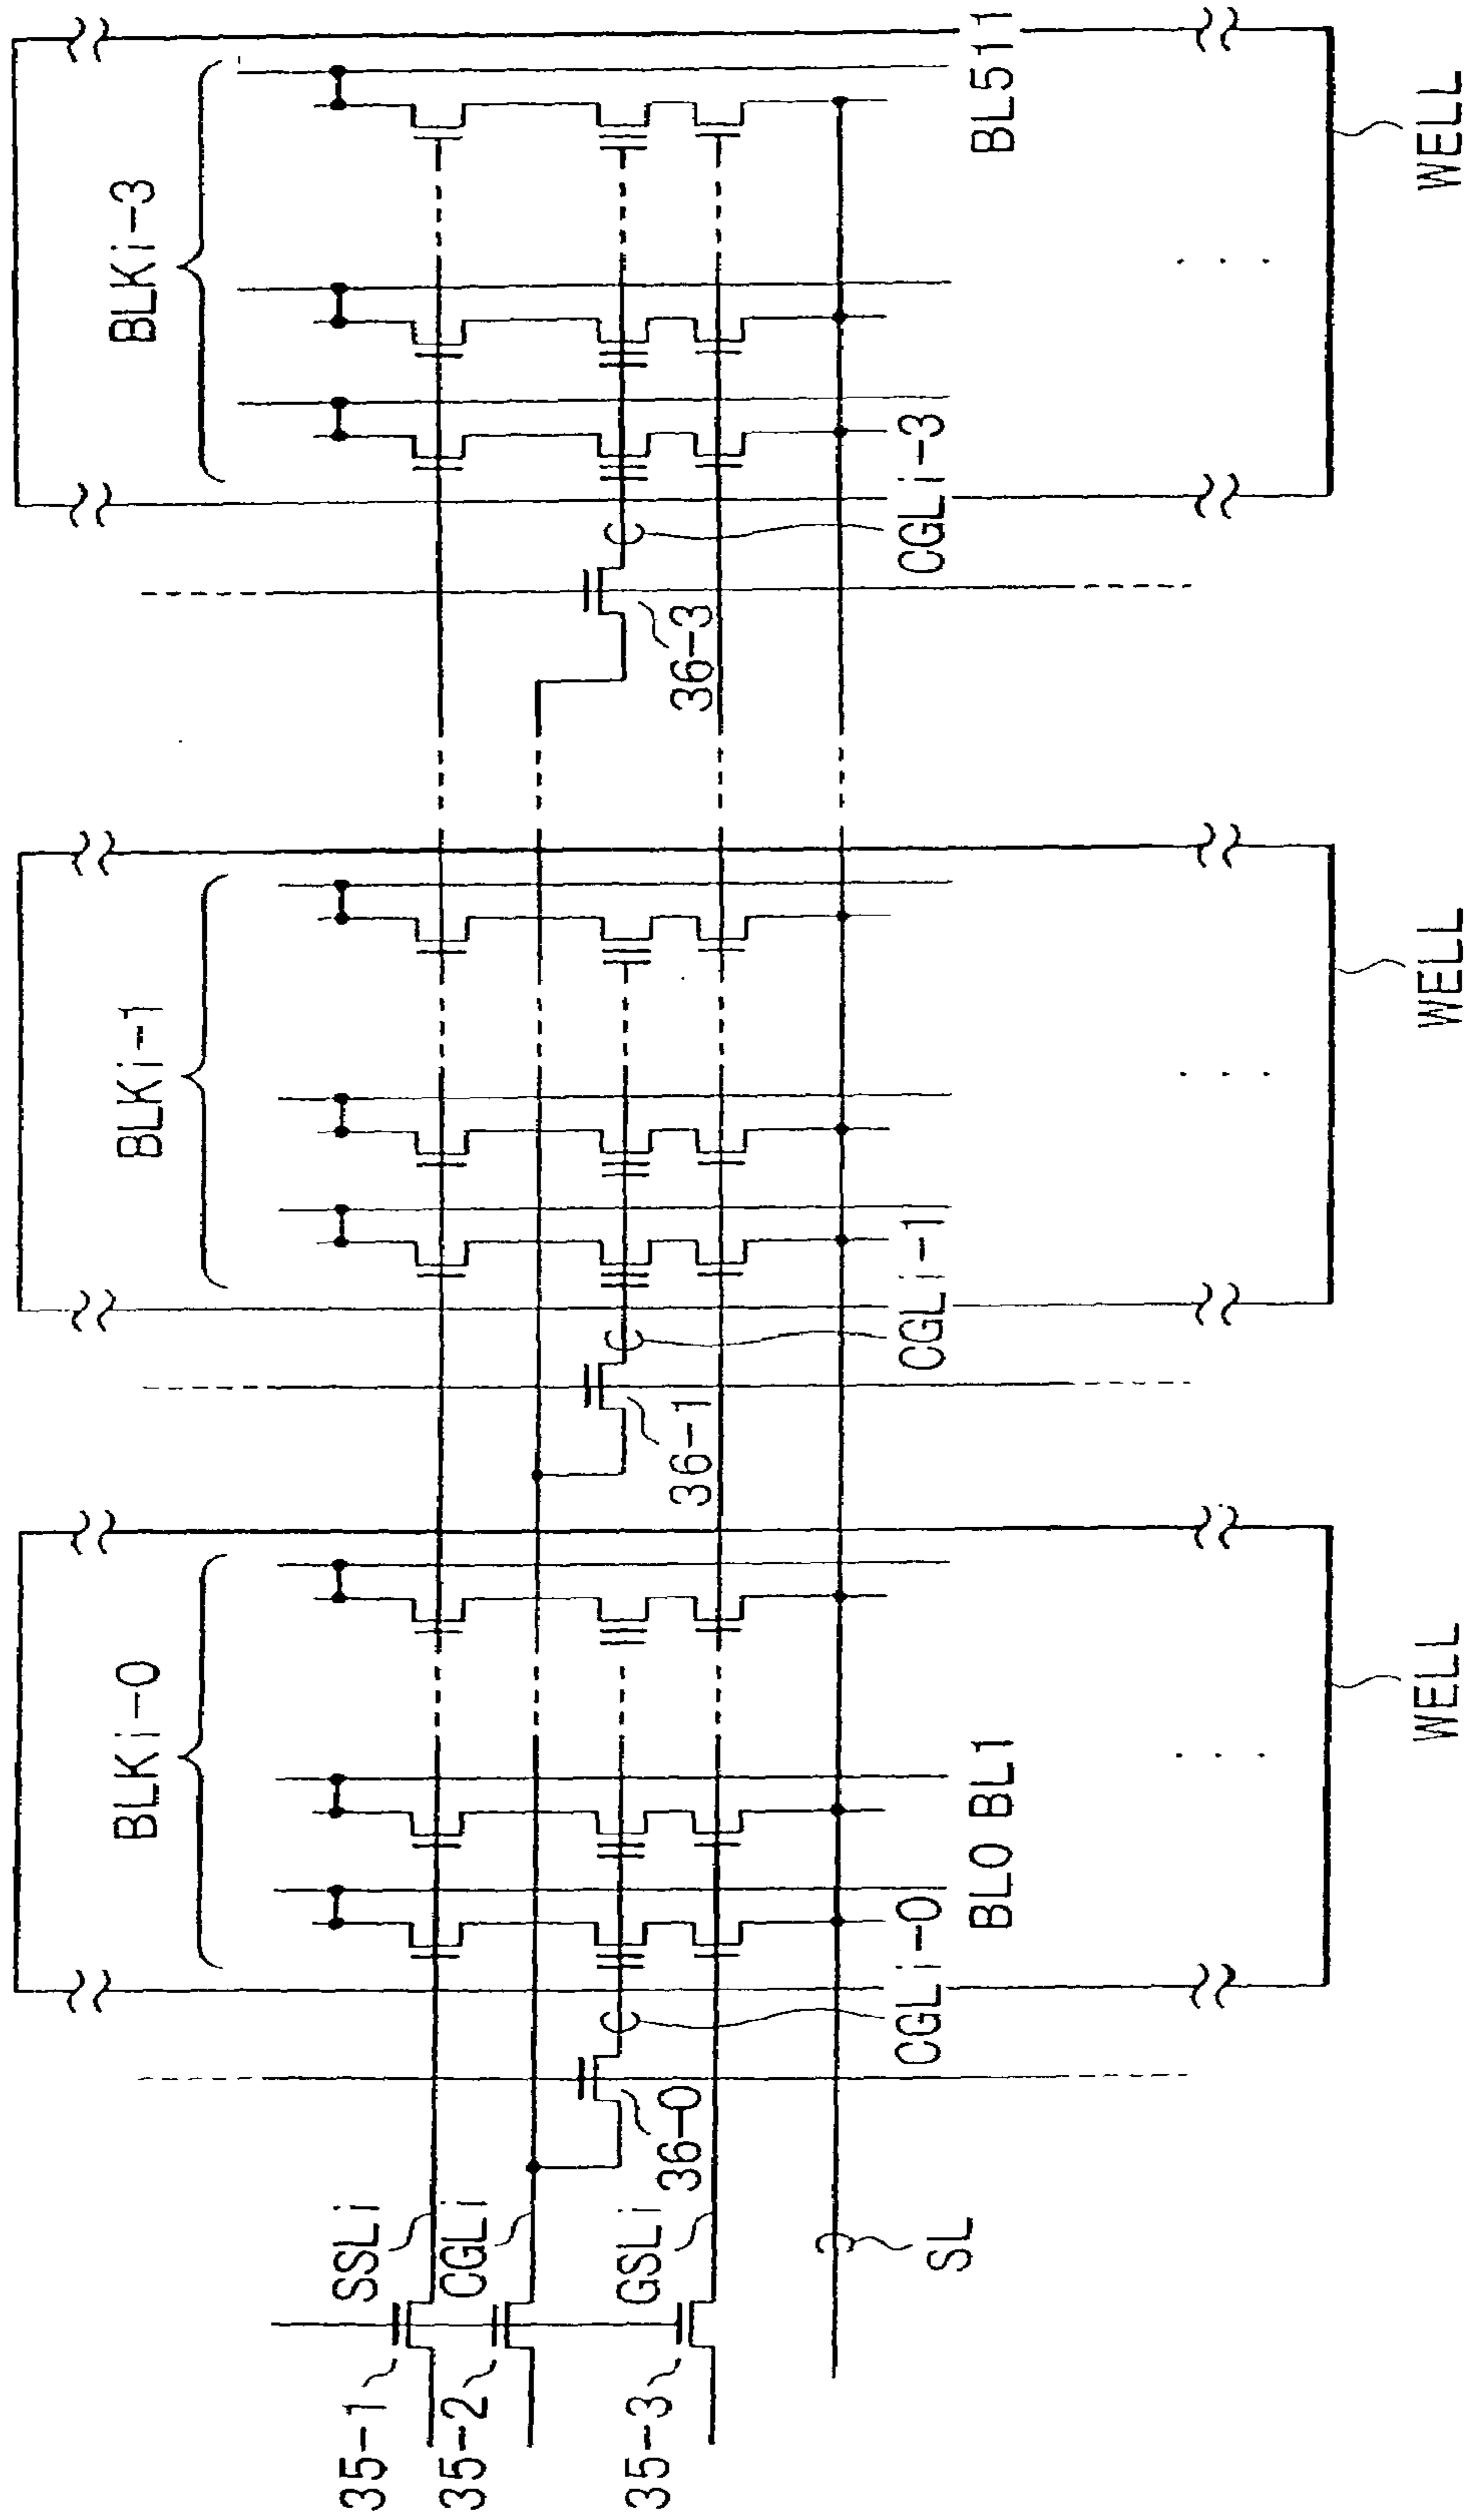 BLKi-0
BLKi-1
BLKi-3
35-1
SSLi
35-2
CGLi
35-3
GSLi
36-0
36-1
36-3
SL
CGLi-0
CGLi-1
CGLi-3
BL0 BL1
BL511
WELL
WELL
WELL